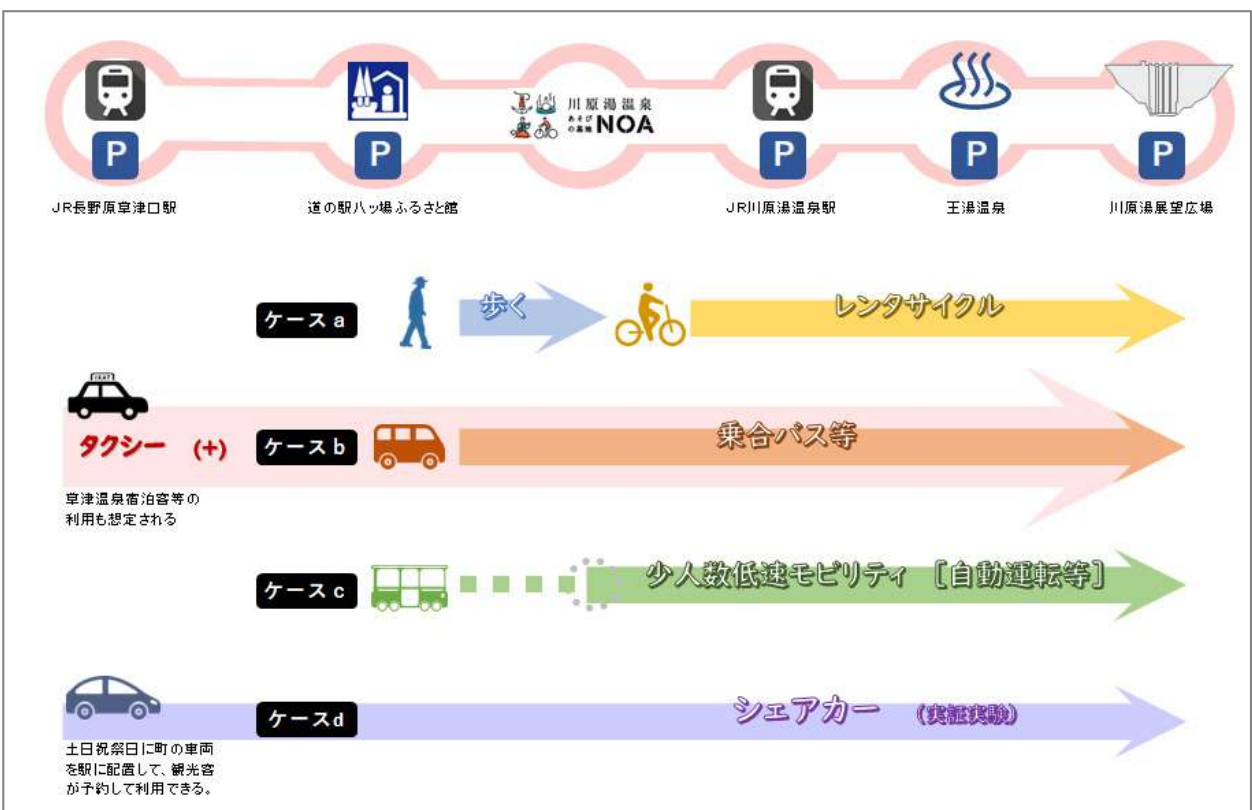 川原湯温泉
あそび
の基地 NOA
P
P
P
P
P
JR長野原草津口駅
道の駅八ッ場ふるさと館
JR川原湯温泉駅
王湯温泉
川原湯展望広場
ケースa
歩く
レンタサイクル
TAXI
タクシー (+)
ケースb
乗合バス等
草津温泉宿泊客等の
利用も想定される
ケースc
少人数低速モビリティ [自動運転等]
ケースd
シェアカー (実証実験)
土日祝祭日に町の車両
を駅に配置して、観光客
が予約して利用できる。